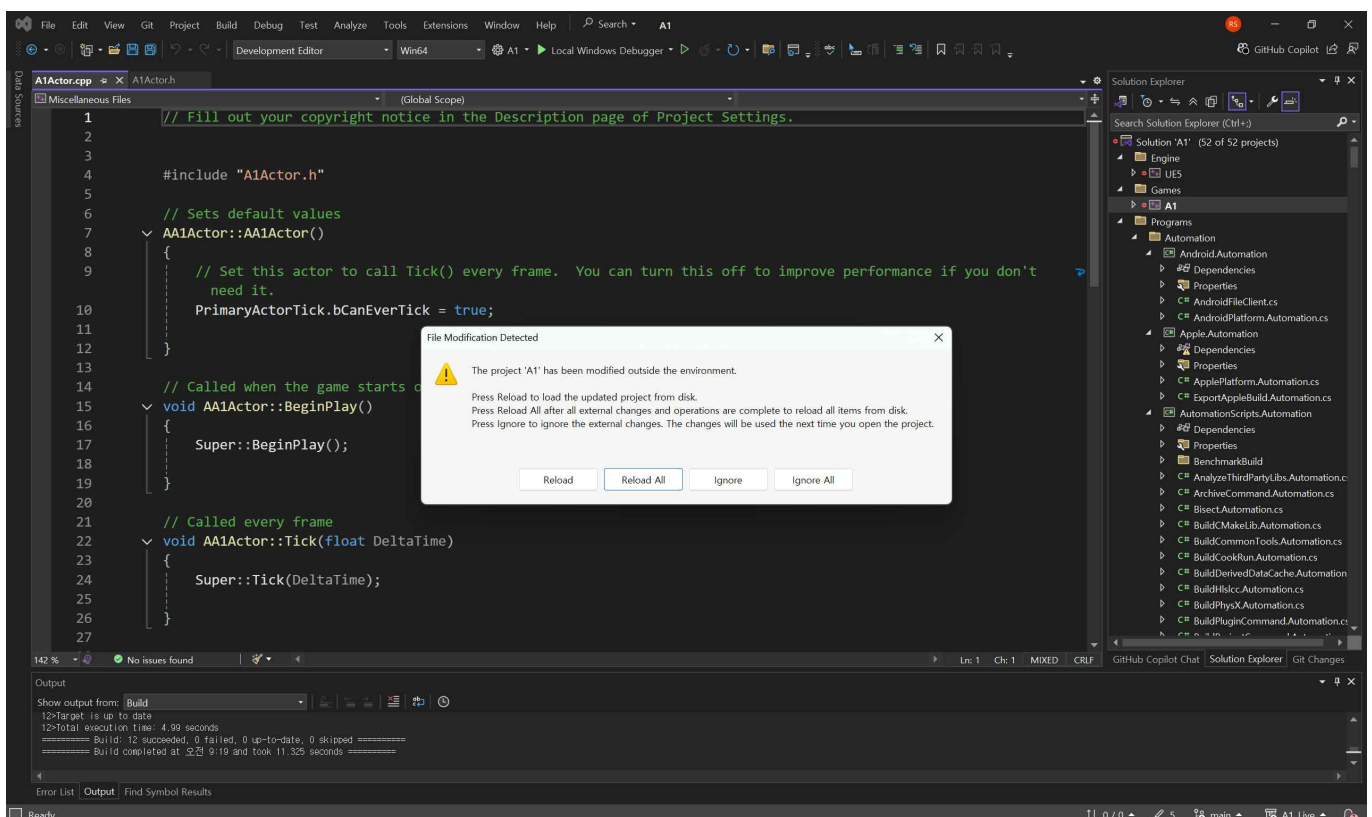 File Edit View Git Project Build Debug Test Analyze Tools Extensions Window Help Search A1 RS
Development Editor Win64 A1 Local Windows Debugger GitHub Copilot
Data Sources
A1Actor.cpp A1Actor.h
Miscellaneous Files (Global Scope)
1 // Fill out your copyright notice in the Description page of Project Settings.
2
3
4 #include "A1Actor.h"
5
6 // Sets default values
7 AA1Actor::AA1Actor()
8 {
9 // Set this actor to call Tick() every frame.  You can turn this off to improve performance if you don't
need it.
10 PrimaryActorTick.bCanEverTick = true;
11
12 }
13
14 // Called when the game starts o
15 void AA1Actor::BeginPlay()
16 {
17 Super::BeginPlay();
18
19 }
20
21 // Called every frame
22 void AA1Actor::Tick(float DeltaTime)
23 {
24 Super::Tick(DeltaTime);
25
26 }
27
142 % No issues found Ln: 1 Ch: 1 MIXED CRLF
File Modification Detected
The project 'A1' has been modified outside the environment.
Press Reload to load the updated project from disk.
Press Reload All after all external changes and operations are complete to reload all items from disk.
Press Ignore to ignore the external changes. The changes will be used the next time you open the project.
Reload Reload All Ignore Ignore All
Solution Explorer
Search Solution Explorer (Ctrl+;)
Solution 'A1' (52 of 52 projects)
Engine
UE5
Games
A1
Programs
Automation
Android.Automation
Dependencies
Properties
C# AndroidFileClient.cs
C# AndroidPlatform.Automation.cs
Apple.Automation
Dependencies
Properties
C# ApplePlatform.Automation.cs
C# ExportAppleBuild.Automation.cs
AutomationScripts.Automation
Dependencies
Properties
BenchmarkBuild
C# AnalyzeThirdPartyLibs.Automation.c
C# ArchiveCommand.Automation.cs
C# Bisect.Automation.cs
C# BuildCMakeLib.Automation.cs
C# BuildCommonTools.Automation.cs
C# BuildCookRun.Automation.cs
C# BuildDerivedDataCache.Automation
C# BuildHlslcc.Automation.cs
C# BuildPhysX.Automation.cs
C# BuildPluginCommand.Automation.c
GitHub Copilot Chat Solution Explorer Git Changes
Output
Show output from: Build
12>Target is up to date
12>Total execution time: 4.99 seconds
========== Build: 12 succeeded, 0 failed, 0 up-to-date, 0 skipped ==========
========== Build completed at 오전 9:19 and took 11.325 seconds ==========
Error List Output Find Symbol Results
Ready 0 / 0 5 main A1 Live